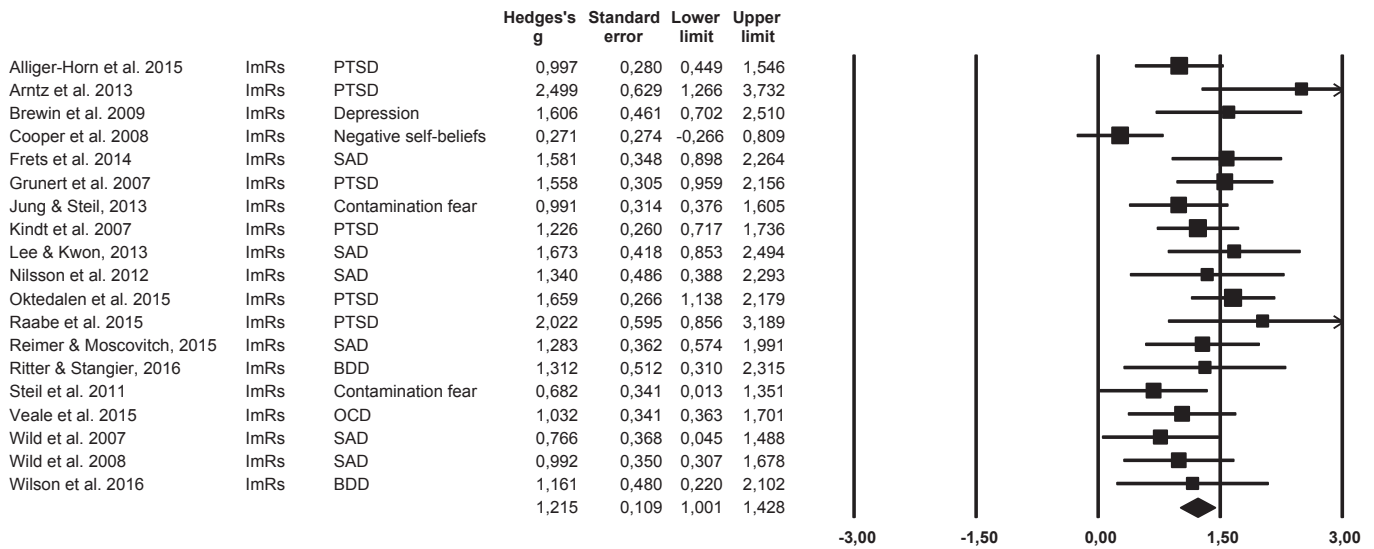 Hedges's Standard Lower Upper
g error limit limit
Alliger-Horn et al. 2015 ImRs PTSD 0,997 0,280 0,449 1,546
Arntz et al. 2013 ImRs PTSD 2,499 0,629 1,266 3,732
Brewin et al. 2009 ImRs Depression 1,606 0,461 0,702 2,510
Cooper et al. 2008 ImRs Negative self-beliefs 0,271 0,274 -0,266 0,809
Frets et al. 2014 ImRs SAD 1,581 0,348 0,898 2,264
Grunert et al. 2007 ImRs PTSD 1,558 0,305 0,959 2,156
Jung & Steil, 2013 ImRs Contamination fear 0,991 0,314 0,376 1,605
Kindt et al. 2007 ImRs PTSD 1,226 0,260 0,717 1,736
Lee & Kwon, 2013 ImRs SAD 1,673 0,418 0,853 2,494
Nilsson et al. 2012 ImRs SAD 1,340 0,486 0,388 2,293
Oktedalen et al. 2015 ImRs PTSD 1,659 0,266 1,138 2,179
Raabe et al. 2015 ImRs PTSD 2,022 0,595 0,856 3,189
Reimer & Moscovitch, 2015 ImRs SAD 1,283 0,362 0,574 1,991
Ritter & Stangier, 2016 ImRs BDD 1,312 0,512 0,310 2,315
Steil et al. 2011 ImRs Contamination fear 0,682 0,341 0,013 1,351
Veale et al. 2015 ImRs OCD 1,032 0,341 0,363 1,701
Wild et al. 2007 ImRs SAD 0,766 0,368 0,045 1,488
Wild et al. 2008 ImRs SAD 0,992 0,350 0,307 1,678
Wilson et al. 2016 ImRs BDD 1,161 0,480 0,220 2,102
1,215 0,109 1,001 1,428
-3,00 -1,50 0,00 1,50 3,00